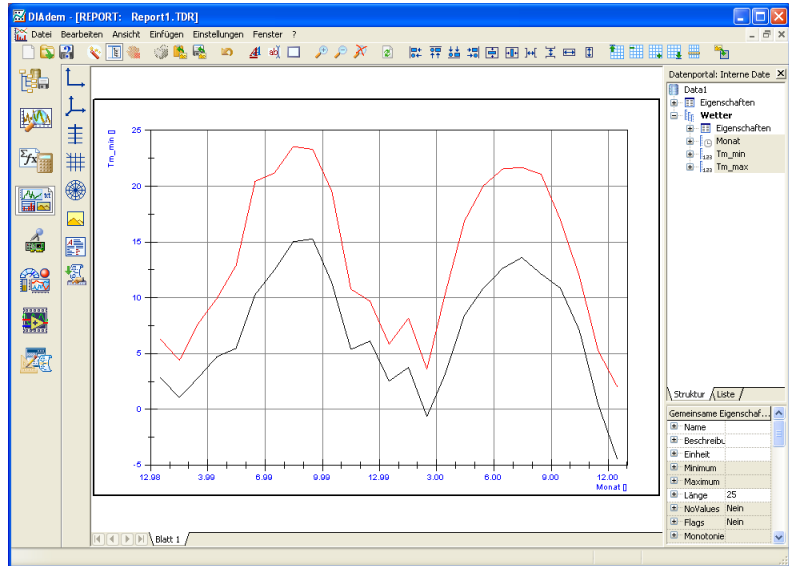 DIAdem - [REPORT: Report1.TDR]
Datei Bearbeiten Ansicht Einfügen Einstellungen Fenster ?
Datenportal: Interne Date
Data1
Eigenschaften
Wetter
Eigenschaften
Monat
Tm_min
Tm_max
Tm_min []
25
20
15
10
5
0
-5
12.98 3.99 6.99 9.99 12.99 3.00 6.00 9.00 12.00
Monat []
Struktur Liste
Gemeinsame Eigenschaf...
Name
Beschreibu
Einheit
Minimum
Maximum
Länge 25
NoValues Nein
Flags Nein
Monotonie
Blatt 1